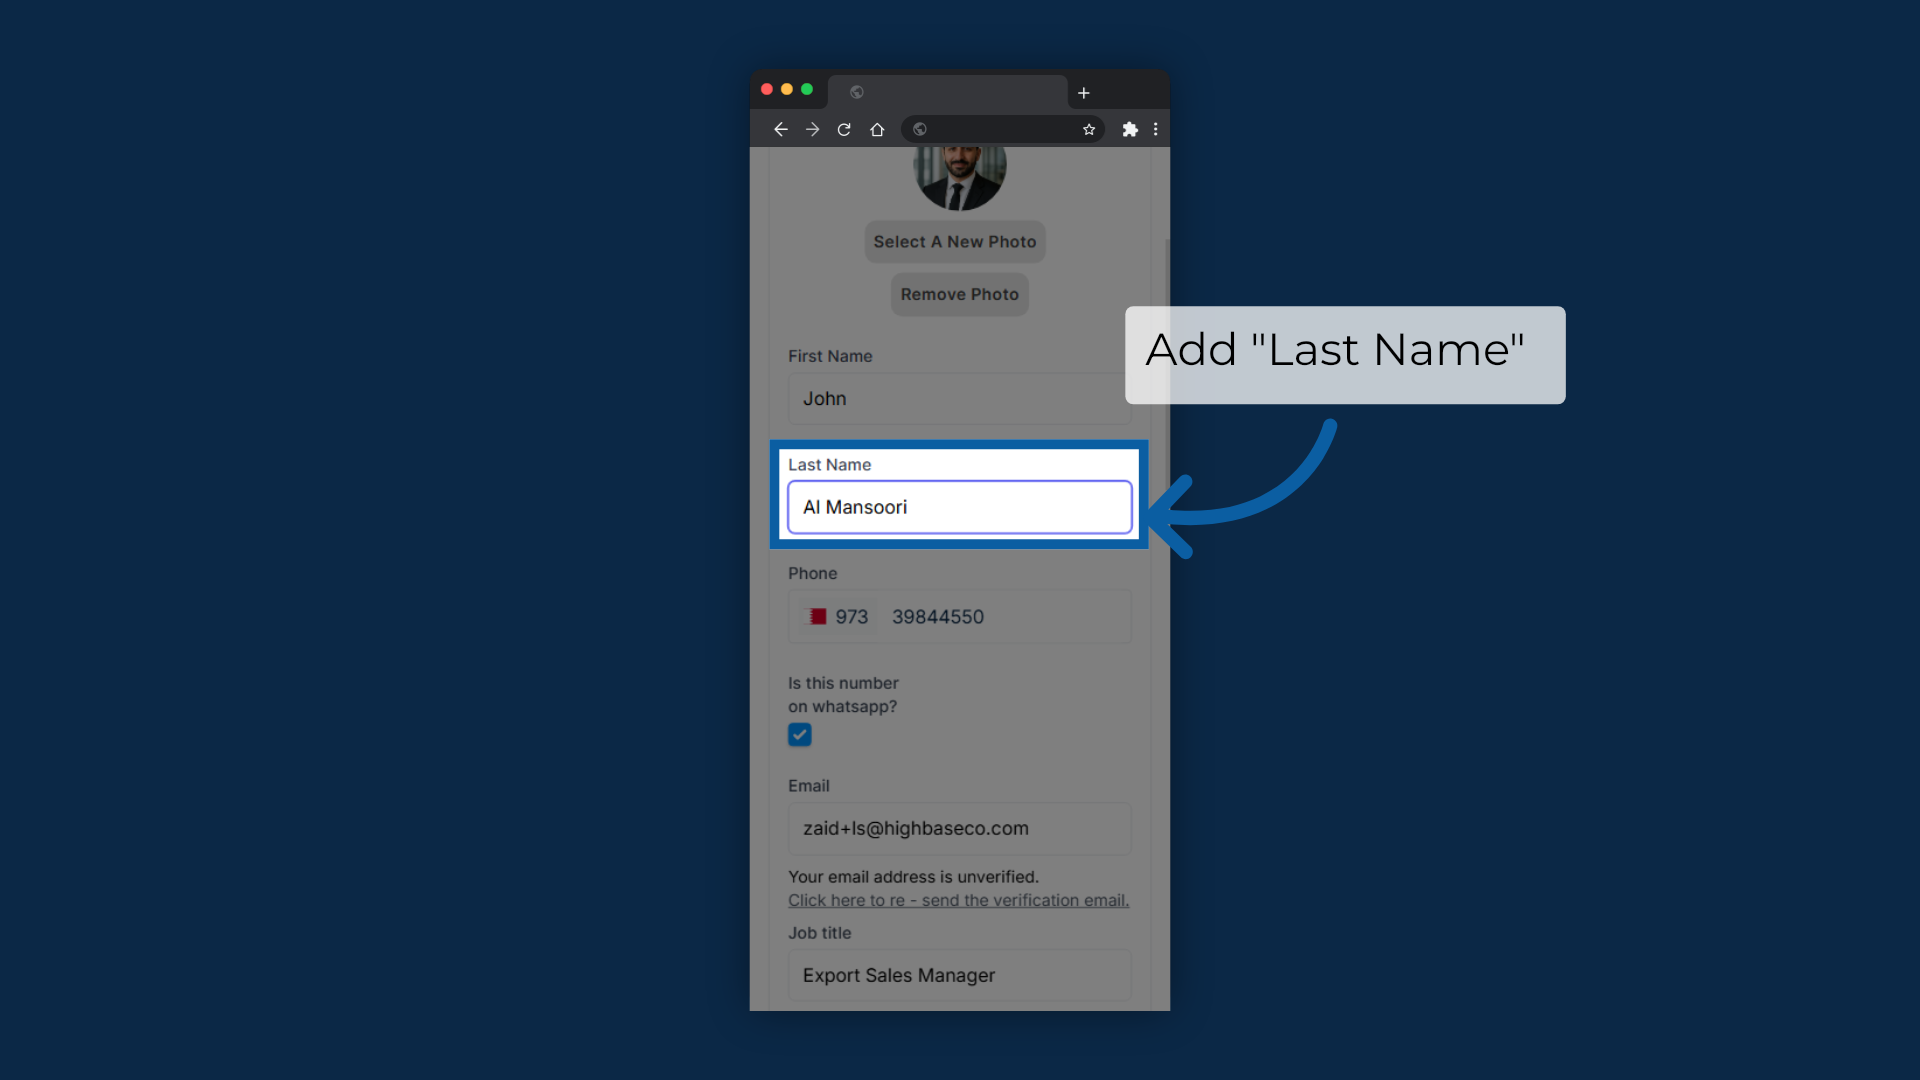 Select A New Photo
Remove Photo
Add "Last Name"
First Name
John
Last Name
Al Mansoori
Phone
973 39844550
Is this number
on whatsapp?
Email
zaid+ls@highbaseco.com
Your email address is unverified.
Click here to re - send the verification email.
Job title
Export Sales Manager